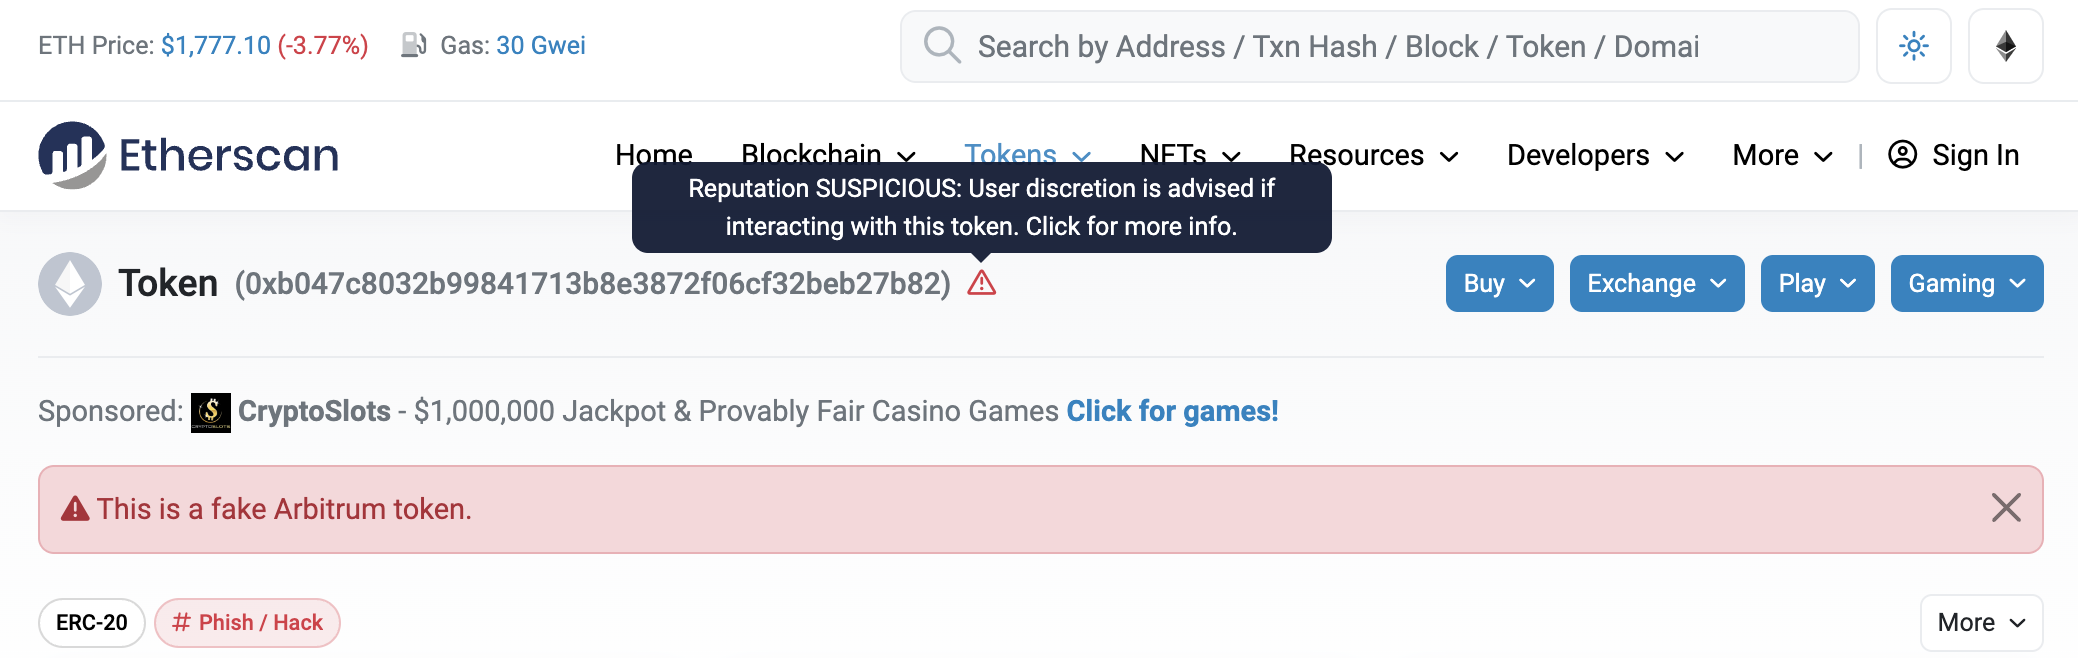 ETH Price: $1,777.10 (-3.77%) Gas: 30 Gwei Search by Address / Txn Hash / Block / Token / Domai
Etherscan Home Blockchain Tokens NFTs Resources Developers More | Sign In
Reputation SUSPICIOUS: User discretion is advised if
interacting with this token. Click for more info.
Token (0xb047c8032b99841713b8e3872f06cf32beb27b82) Buy Exchange Play Gaming
Sponsored: CryptoSlots - $1,000,000 Jackpot & Provably Fair Casino Games Click for games!
This is a fake Arbitrum token.
ERC-20 # Phish / Hack More